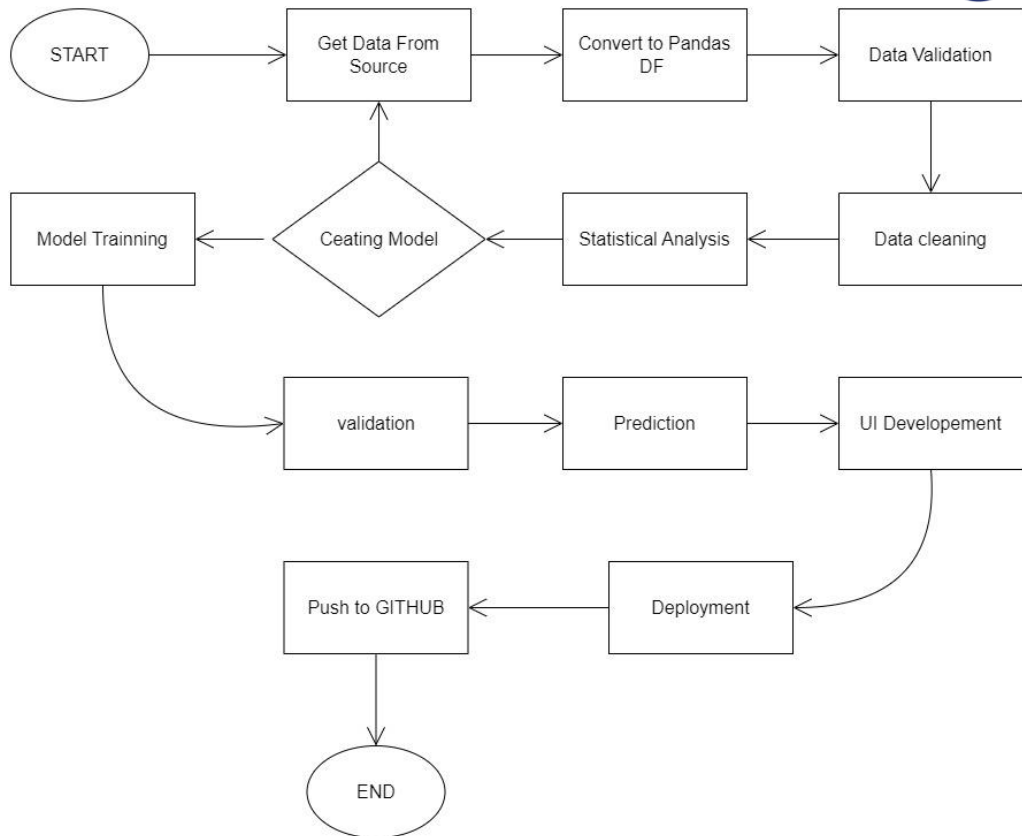 START
Get Data From
Source
Convert to Pandas
DF
Data Validation
Model Trainning
Ceating Model
Statistical Analysis
Data cleaning
validation
Prediction
UI Developement
Push to GITHUB
Deployment
END